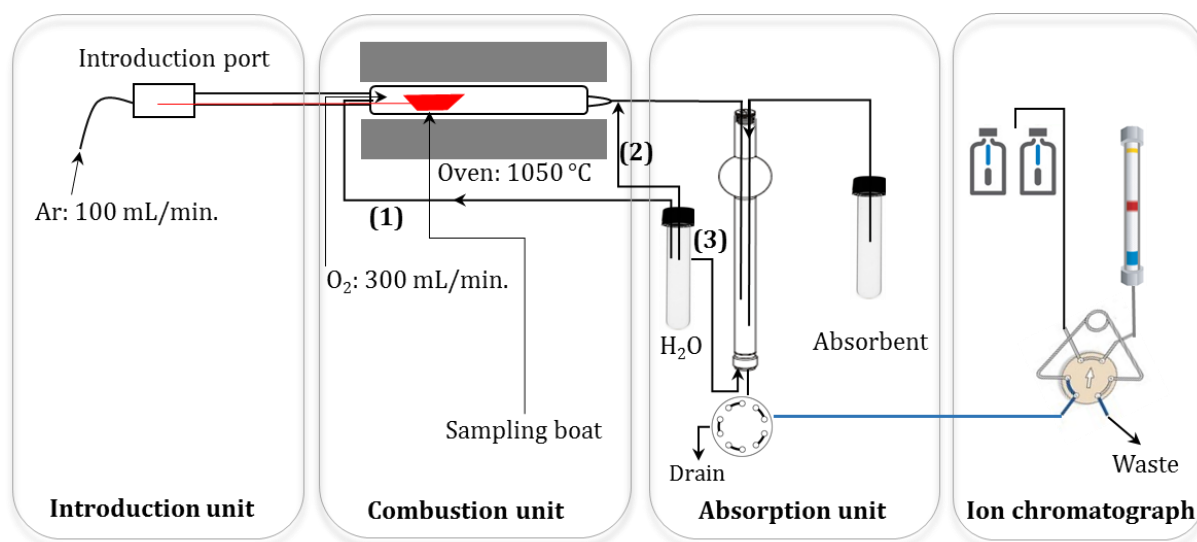 Introduction port
Ar: 100 mL/min.
Introduction unit
Oven: 1050 °C
(1)
(2)
O₂: 300 mL/min.
Sampling boat
Combustion unit
(3)
H₂O
Absorbent
Drain
Absorption unit
Waste
Ion chromatograph